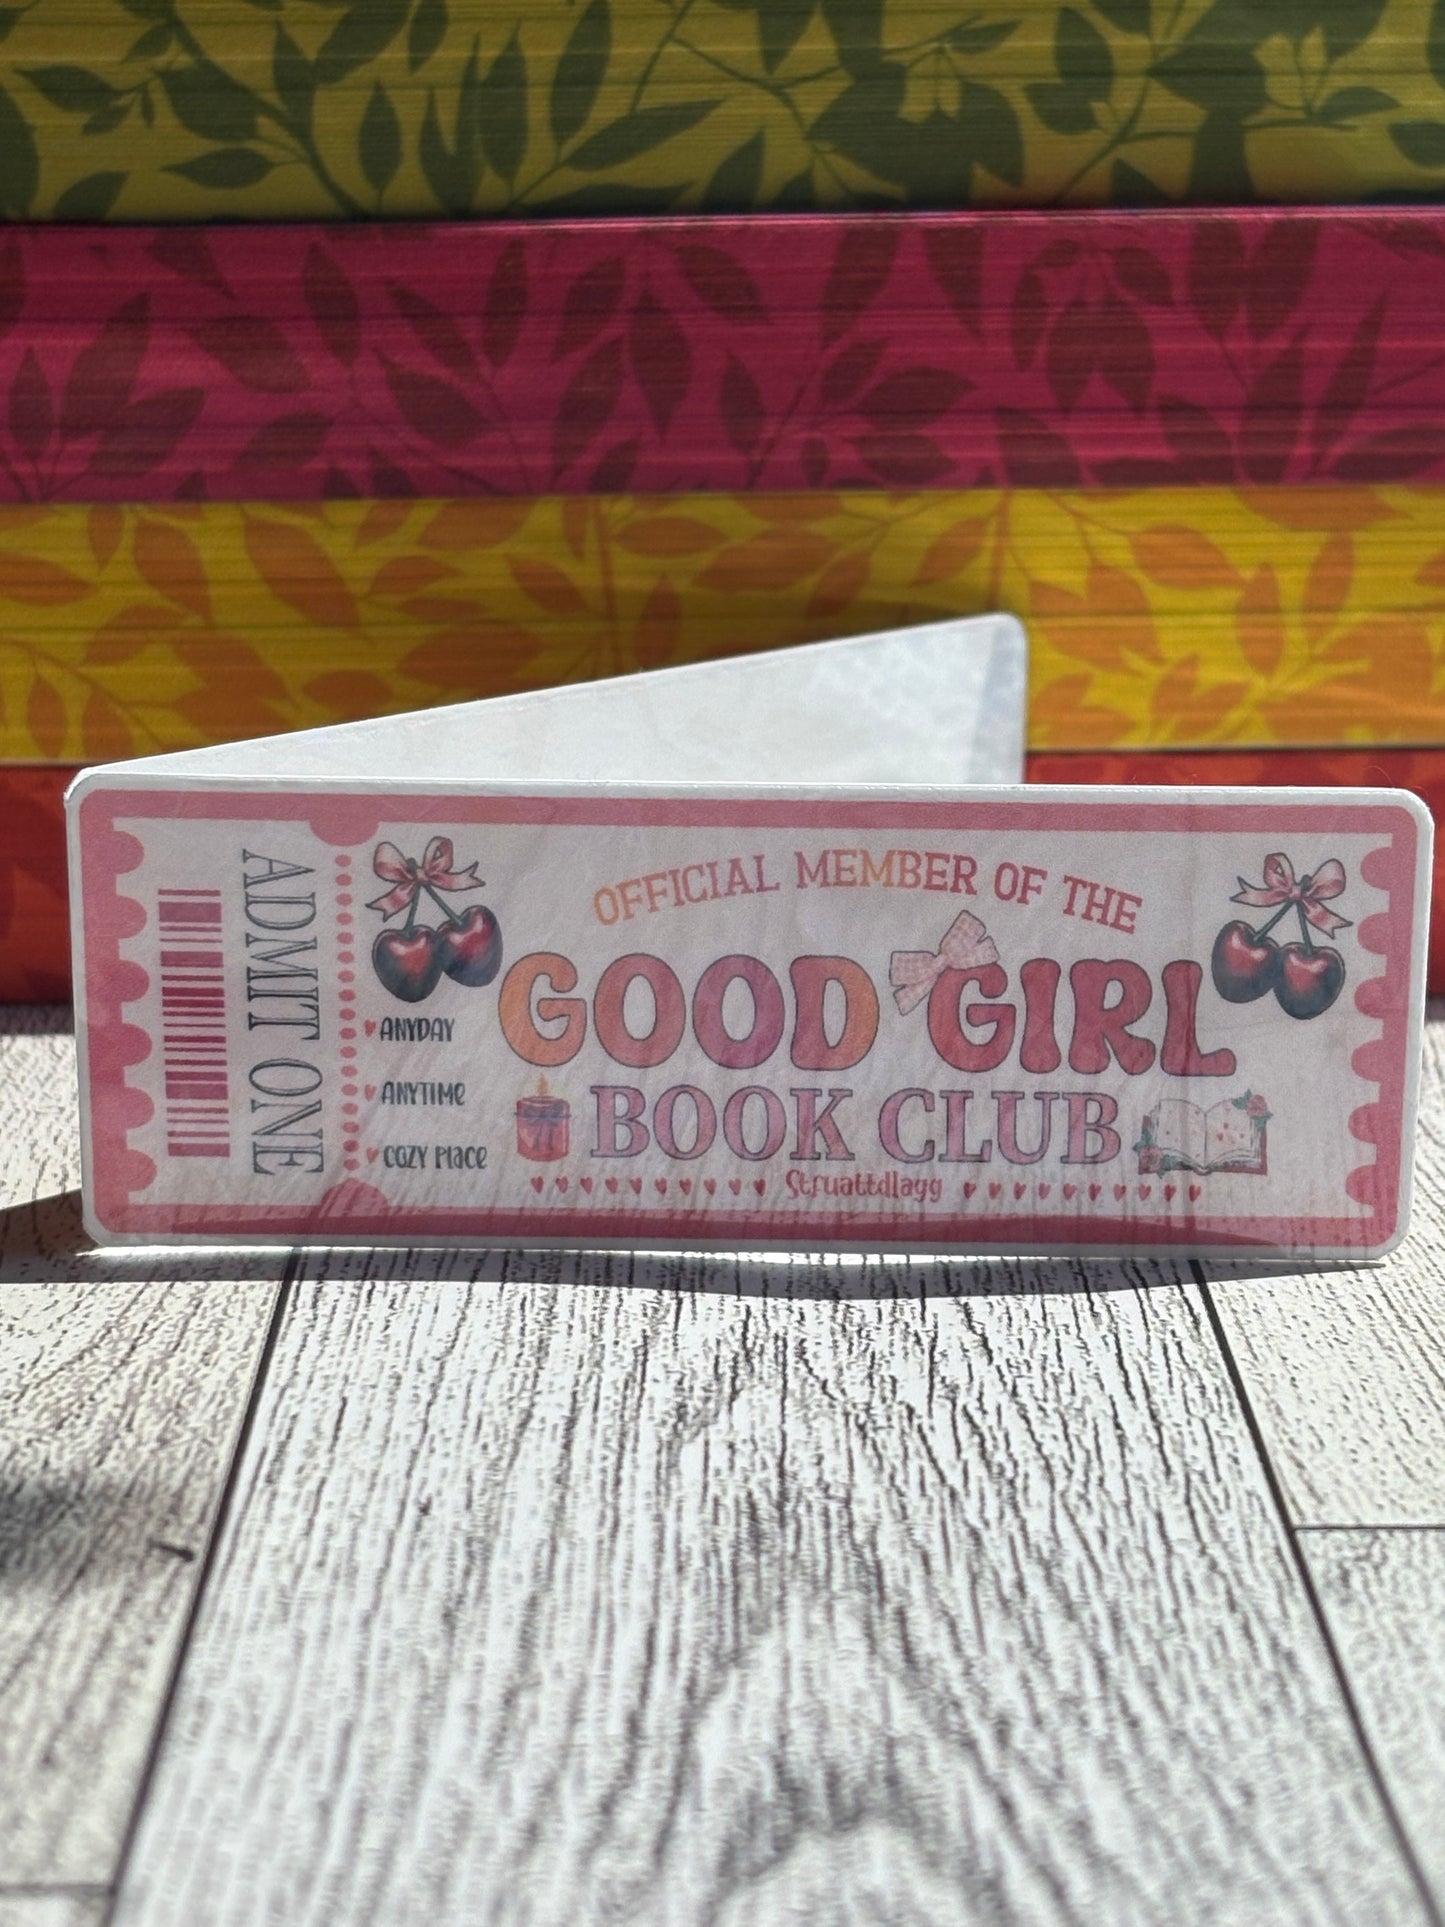 ADMIT ONE
OFFICIAL MEMBER OF THE
GOOD GIRL
BOOK CLUB
ANYDAY
ANYTIME
COZY PLACE